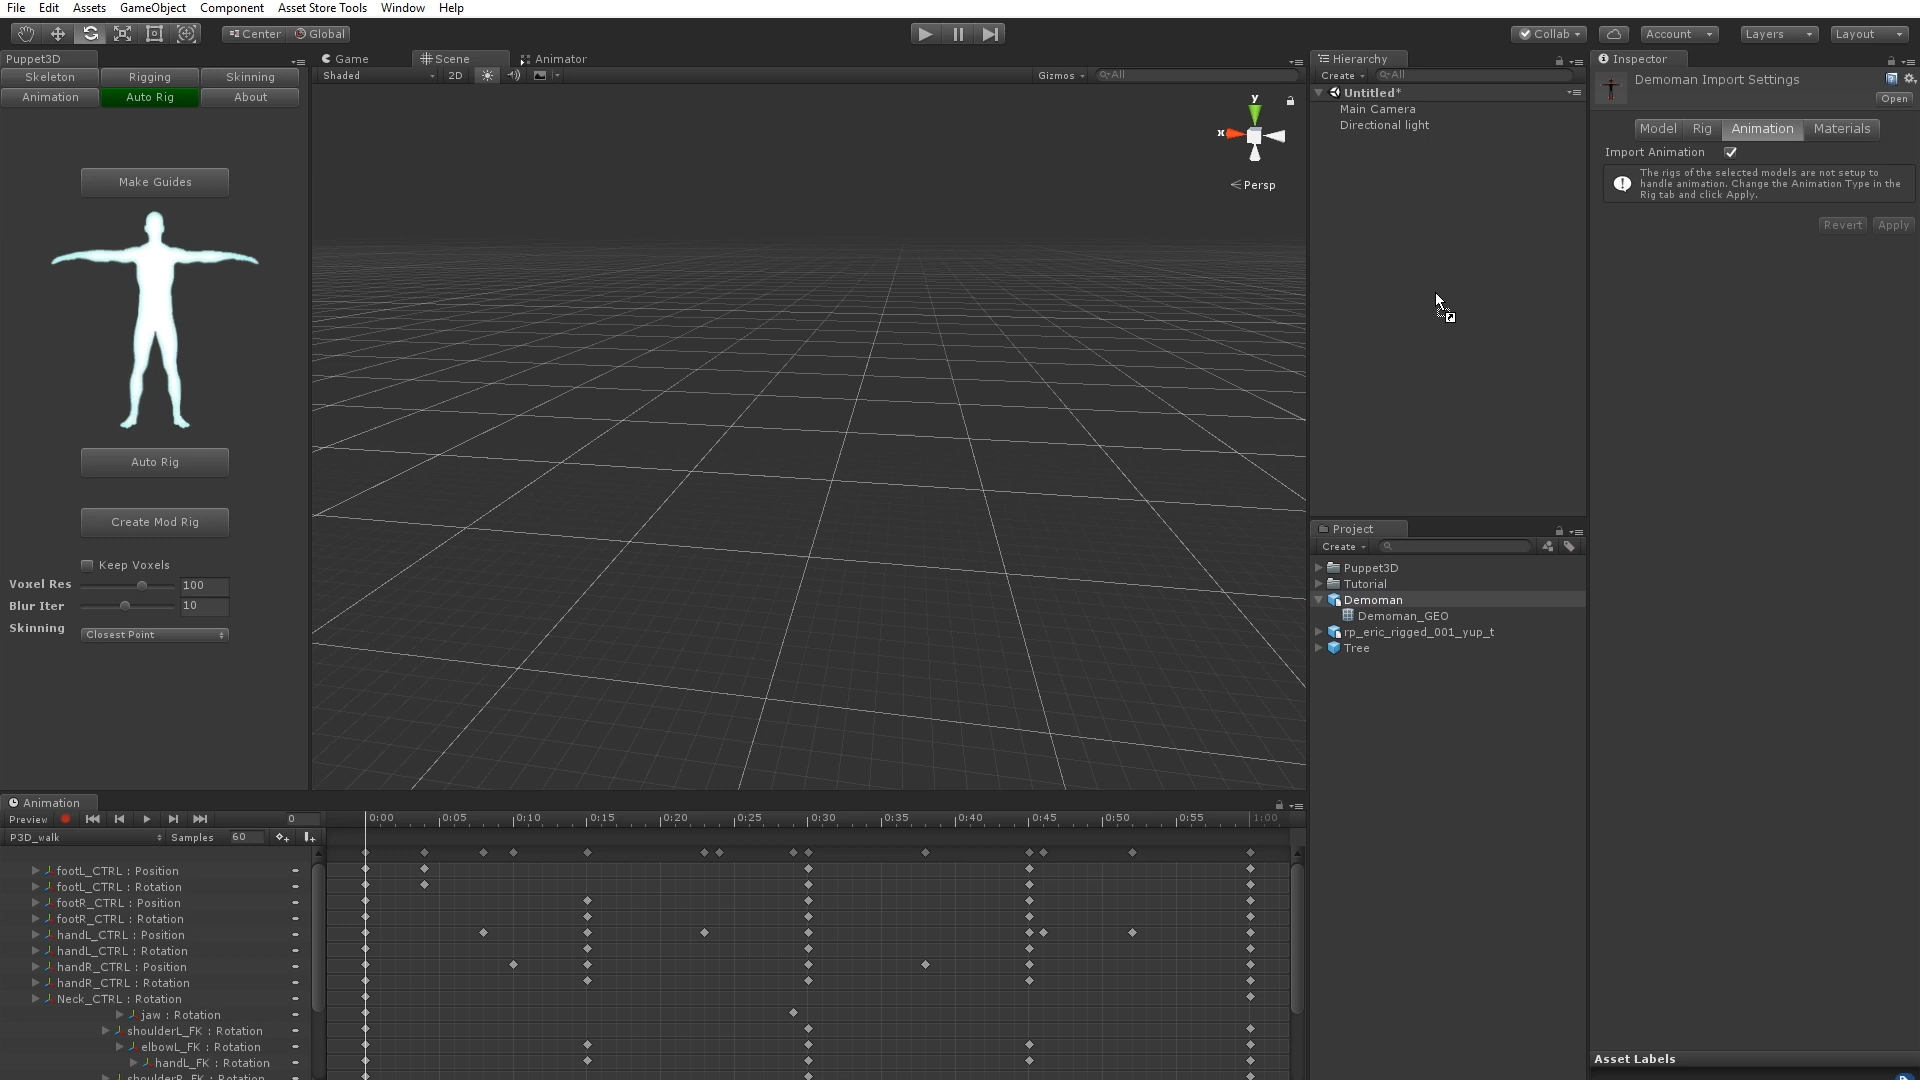 File Edit Assets GameObject Component Asset Store Tools Window Help
Center Global
Collab Account Layers Layout
Puppet3D
Skeleton Rigging Skinning
Animation Auto Rig About
Make Guides
Auto Rig
Create Mod Rig
Keep Voxels
Voxel Res 100
Blur Iter 10
Skinning Closest Point
Game Scene Animator
Shaded 2D Gizmos All
y
x
Persp
Hierarchy
Create All
Untitled*
Main Camera
Directional light
Project
Create
Puppet3D
Tutorial
Demoman
Demoman_GEO
rp_eric_rigged_001_yup_t
Tree
Inspector
Demoman Import Settings
Open
Model Rig Animation Materials
Import Animation
The rigs of the selected models are not setup to
handle animation. Change the Animation Type in the
Rig tab and click Apply.
Revert Apply
Asset Labels
Animation
Preview 0
P3D_walk Samples 60
0:00 0:05 0:10 0:15 0:20 0:25 0:30 0:35 0:40 0:45 0:50 0:55 1:00
footL_CTRL : Position
footL_CTRL : Rotation
footR_CTRL : Position
footR_CTRL : Rotation
handL_CTRL : Position
handL_CTRL : Rotation
handR_CTRL : Position
handR_CTRL : Rotation
Neck_CTRL : Rotation
jaw : Rotation
shoulderL_FK : Rotation
elbowL_FK : Rotation
handL_FK : Rotation
shoulderR_FK : Rotation